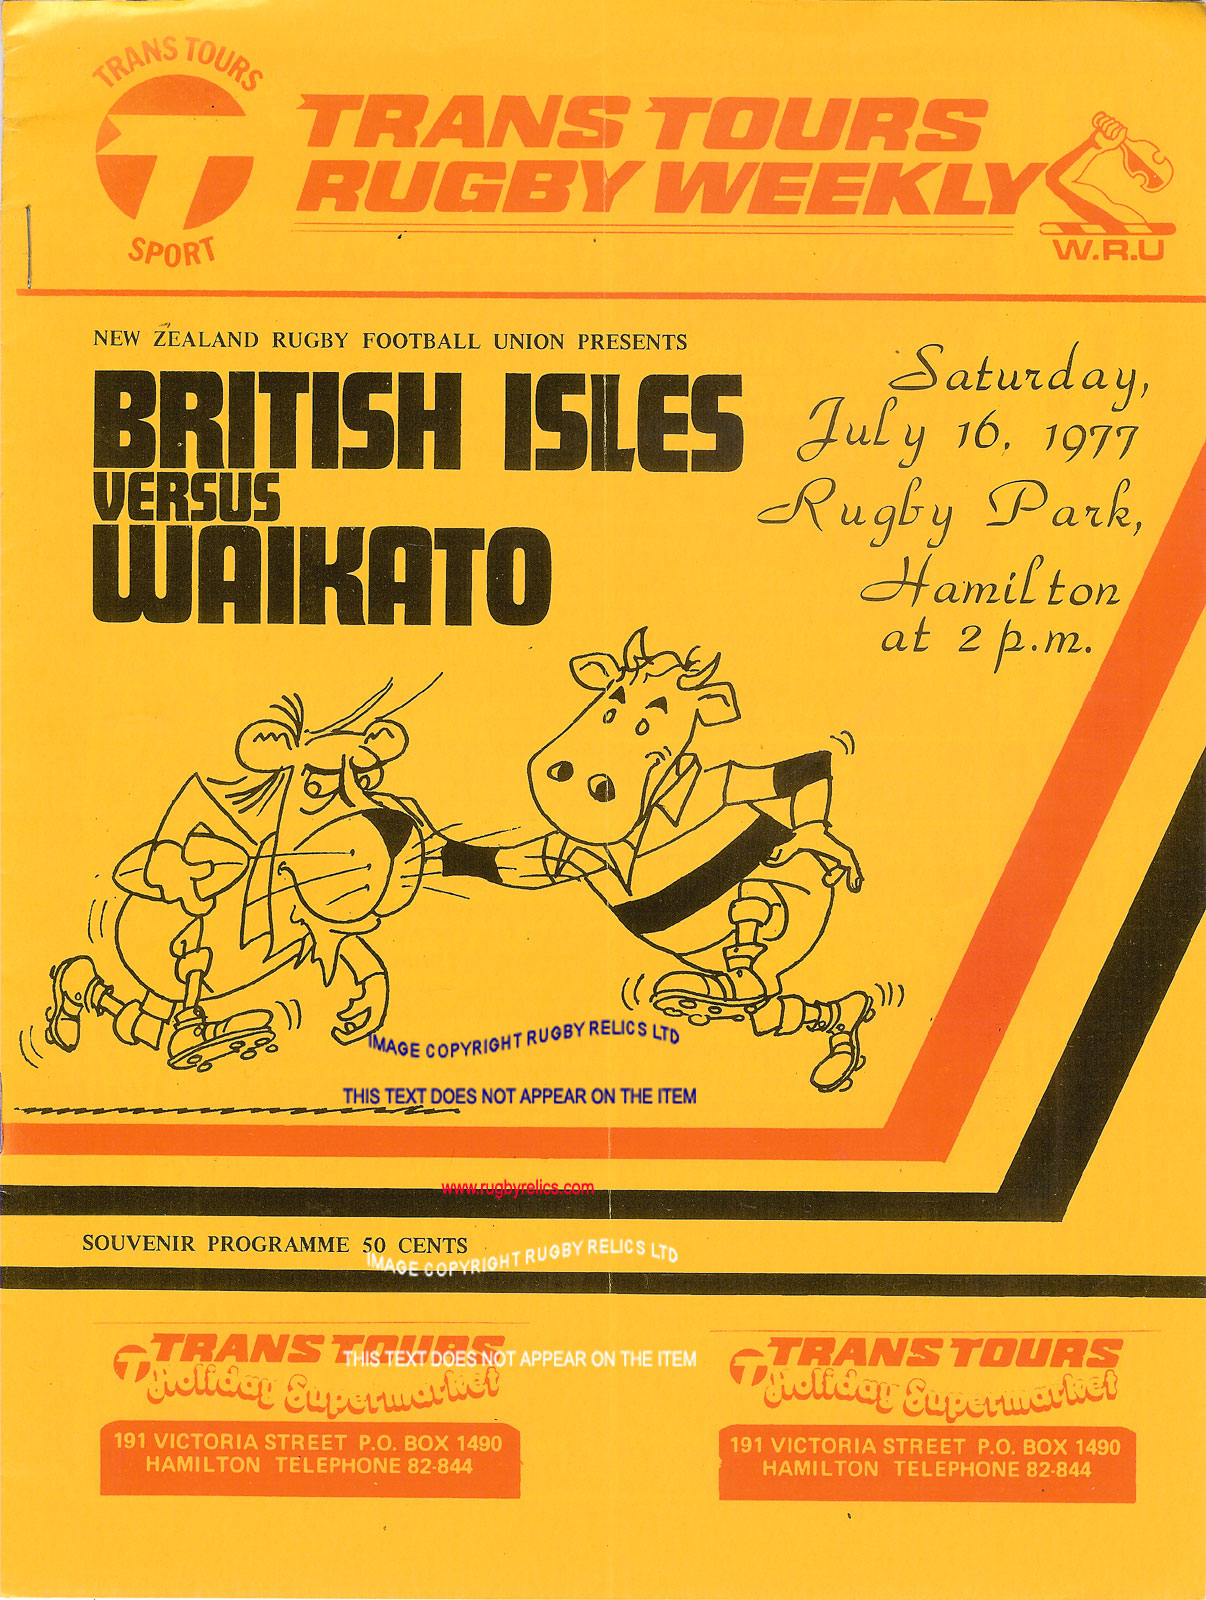 TRANS TOURS
SPORT
TRANS TOURS
RUGBY WEEKLY
W.R.U
NEW ZEALAND RUGBY FOOTBALL UNION PRESENTS
BRITISH ISLES
VERSUS
WAIKATO
Saturday,
July 16, 1977
Rugby Park,
Hamilton
at 2 p.m.
IMAGE COPYRIGHT RUGBY RELICS LTD
THIS TEXT DOES NOT APPEAR ON THE ITEM
www.rugbyrelics.com
SOUVENIR PROGRAMME 50 CENTS
IMAGE COPYRIGHT RUGBY RELICS LTD
TRANS TOURS
THIS TEXT DOES NOT APPEAR ON THE ITEM
Holiday Supermarket
191 VICTORIA STREET P.O. BOX 1490
HAMILTON TELEPHONE 82-844
TRANS TOURS
Holiday Supermarket
191 VICTORIA STREET P.O. BOX 1490
HAMILTON TELEPHONE 82-844